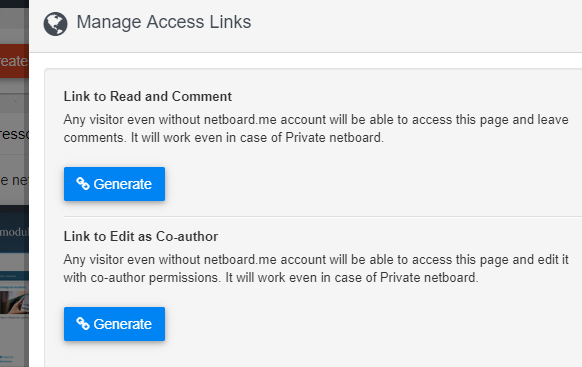 Manage Access Links
Link to Read and Comment
Any visitor even without netboard.me account will be able to access this page and leave
comments. It will work even in case of Private netboard.
Generate
Link to Edit as Co-author
Any visitor even without netboard.me account will be able to access this page and edit it
with co-author permissions. It will work even in case of Private netboard.
Generate